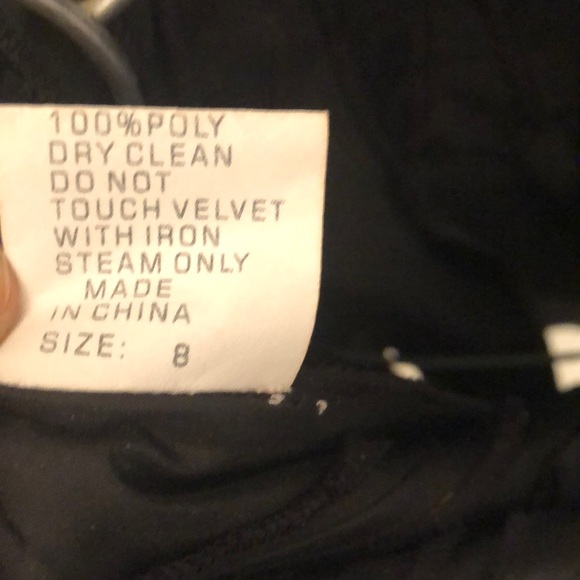 100%POLY
DRY CLEAN
DO NOT
TOUCH VELVET
WITH IRON
STEAM ONLY
MADE
IN CHINA
SIZE: 8